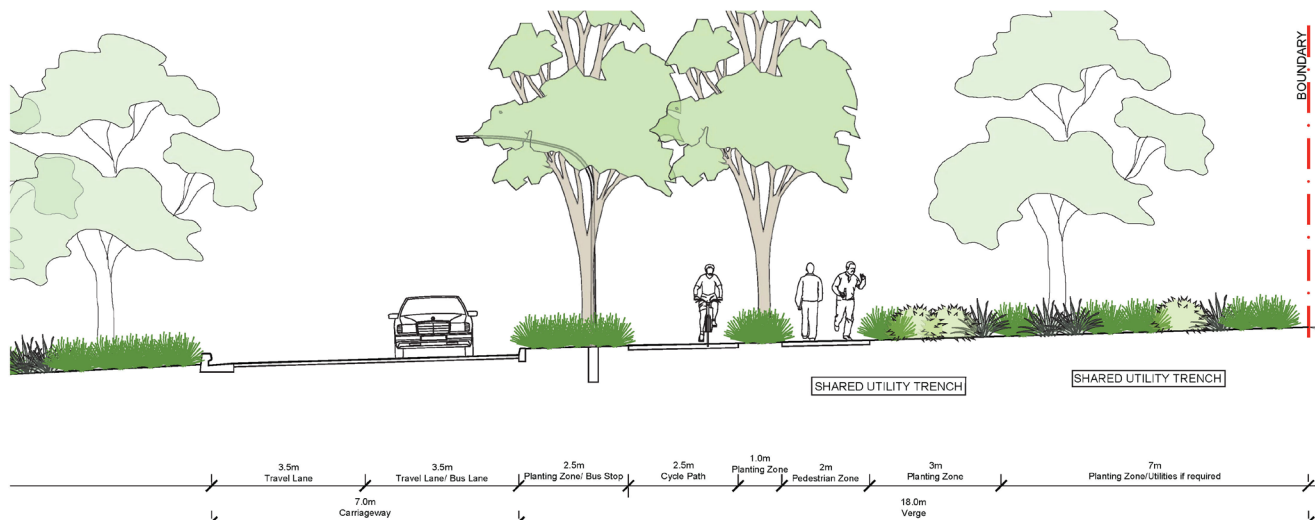 BOUNDARY
SHARED UTILITY TRENCH
SHARED UTILITY TRENCH
3.5m
Travel Lane
3.5m
Travel Lane/ Bus Lane
2.5m
Planting Zone/ Bus Stop
2.5m
Cycle Path
1.0m
Planting Zone
2m
Pedestrian Zone
3m
Planting Zone
7m
Planting Zone/Utilities if required
7.0m
Carriageway
18.0m
Verge